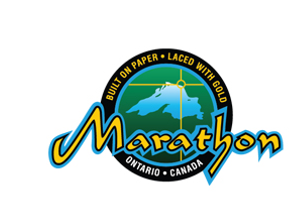 BUILT ON PAPER • LACED WITH GOLD
Marathon
ONTARIO • CANADA